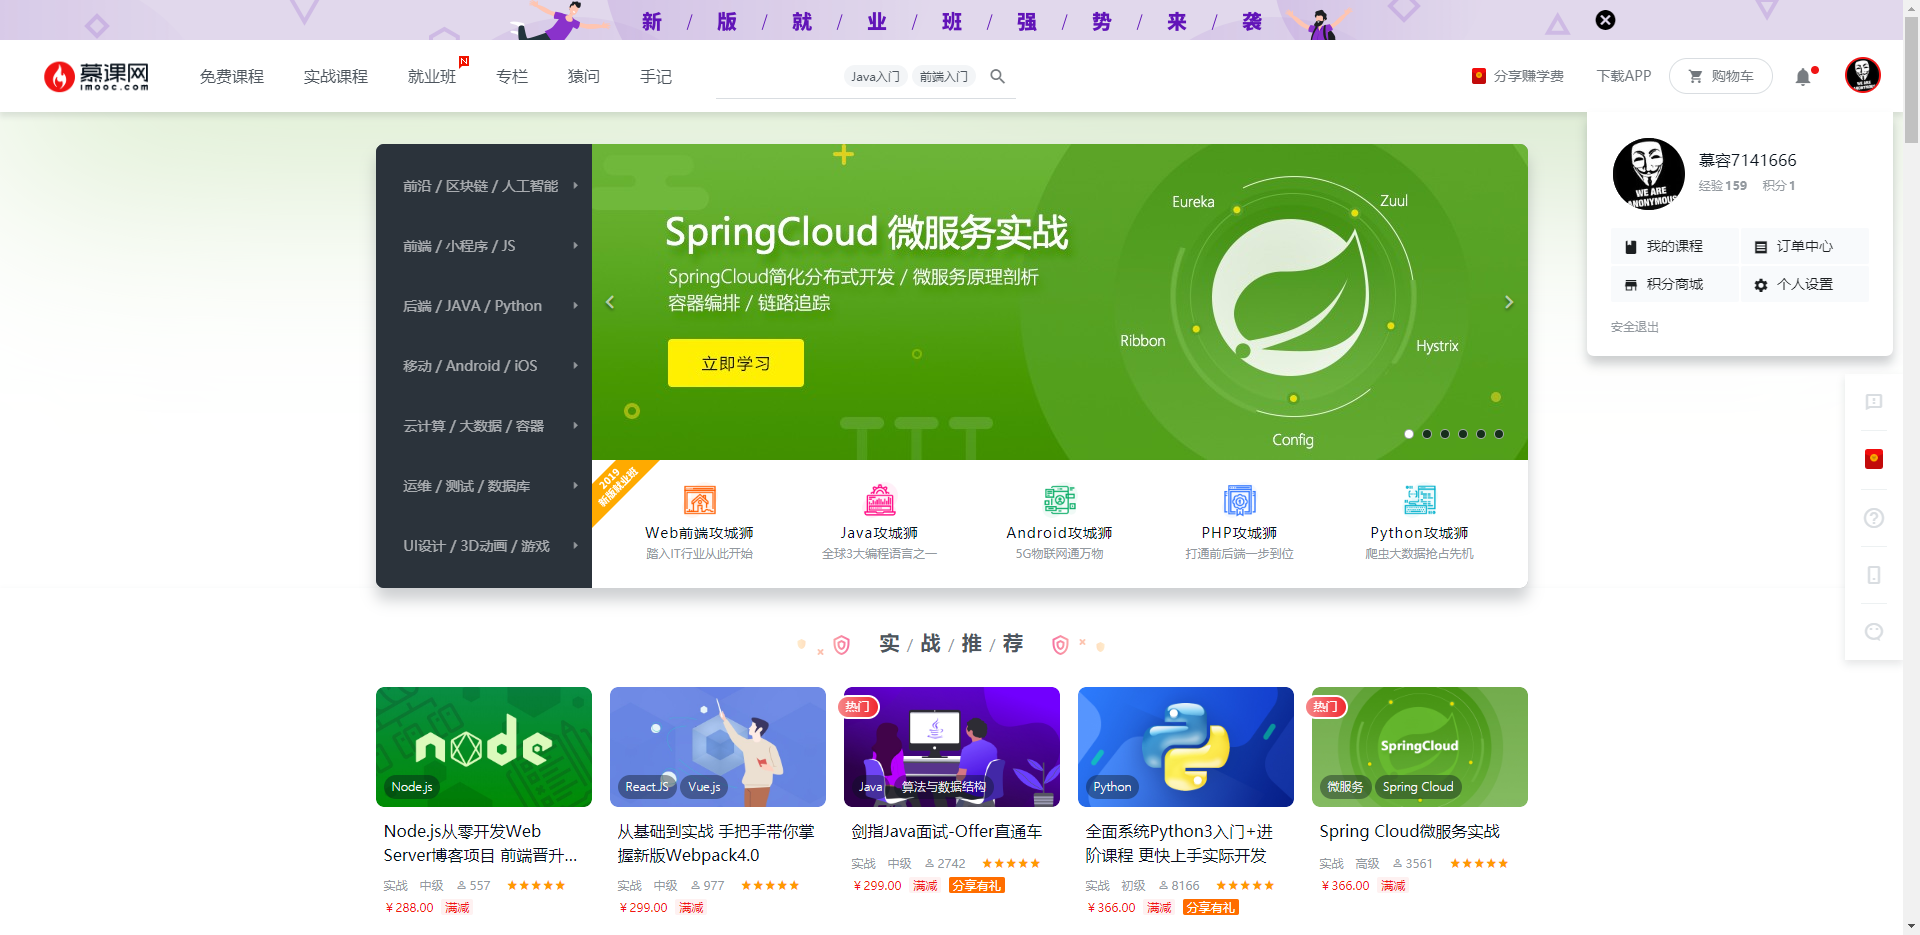 新 / 版 / 就 / 业 / 班 / 强 / 势 / 来 / 袭
慕课网
imooc.com
免费课程 实战课程 就业班 N 专栏 猿问 手记
Java入门 前端入门
分享赚学费 下载APP 购物车
慕容7141666
经验 159 积分 1
我的课程 订单中心
积分商城 个人设置
安全退出
WE ARE
ANONYMOUS
前沿 / 区块链 / 人工智能
前端 / 小程序 / JS
后端 / JAVA / Python
移动 / Android / iOS
云计算 / 大数据 / 容器
运维 / 测试 / 数据库
UI设计 / 3D动画 / 游戏
SpringCloud 微服务实战
SpringCloud简化分布式开发 / 微服务原理剖析
容器编排 / 链路追踪
立即学习
Eureka
Zuul
Ribbon
Hystrix
Config
2019
新版就业班
Web前端攻城狮
踏入IT行业从此开始
Java攻城狮
全球3大编程语言之一
Android攻城狮
5G物联网通万物
PHP攻城狮
打通前后端一步到位
Python攻城狮
爬虫大数据抢占先机
实 / 战 / 推 / 荐
node
Node.js
Node.js从零开发Web
Server博客项目 前端晋升...
实战 中级 557
¥288.00 满减
React.JS Vue.js
从基础到实战 手把手带你掌
握新版Webpack4.0
实战 中级 977
¥299.00 满减
热门
Java 算法与数据结构
剑指Java面试-Offer直通车
实战 中级 2742
¥299.00 满减 分享有礼
Python
全面系统Python3入门+进
阶课程 更快上手实际开发
实战 初级 8166
¥366.00 满减 分享有礼
热门
SpringCloud
微服务 Spring Cloud
Spring Cloud微服务实战
实战 高级 3561
¥366.00 满减